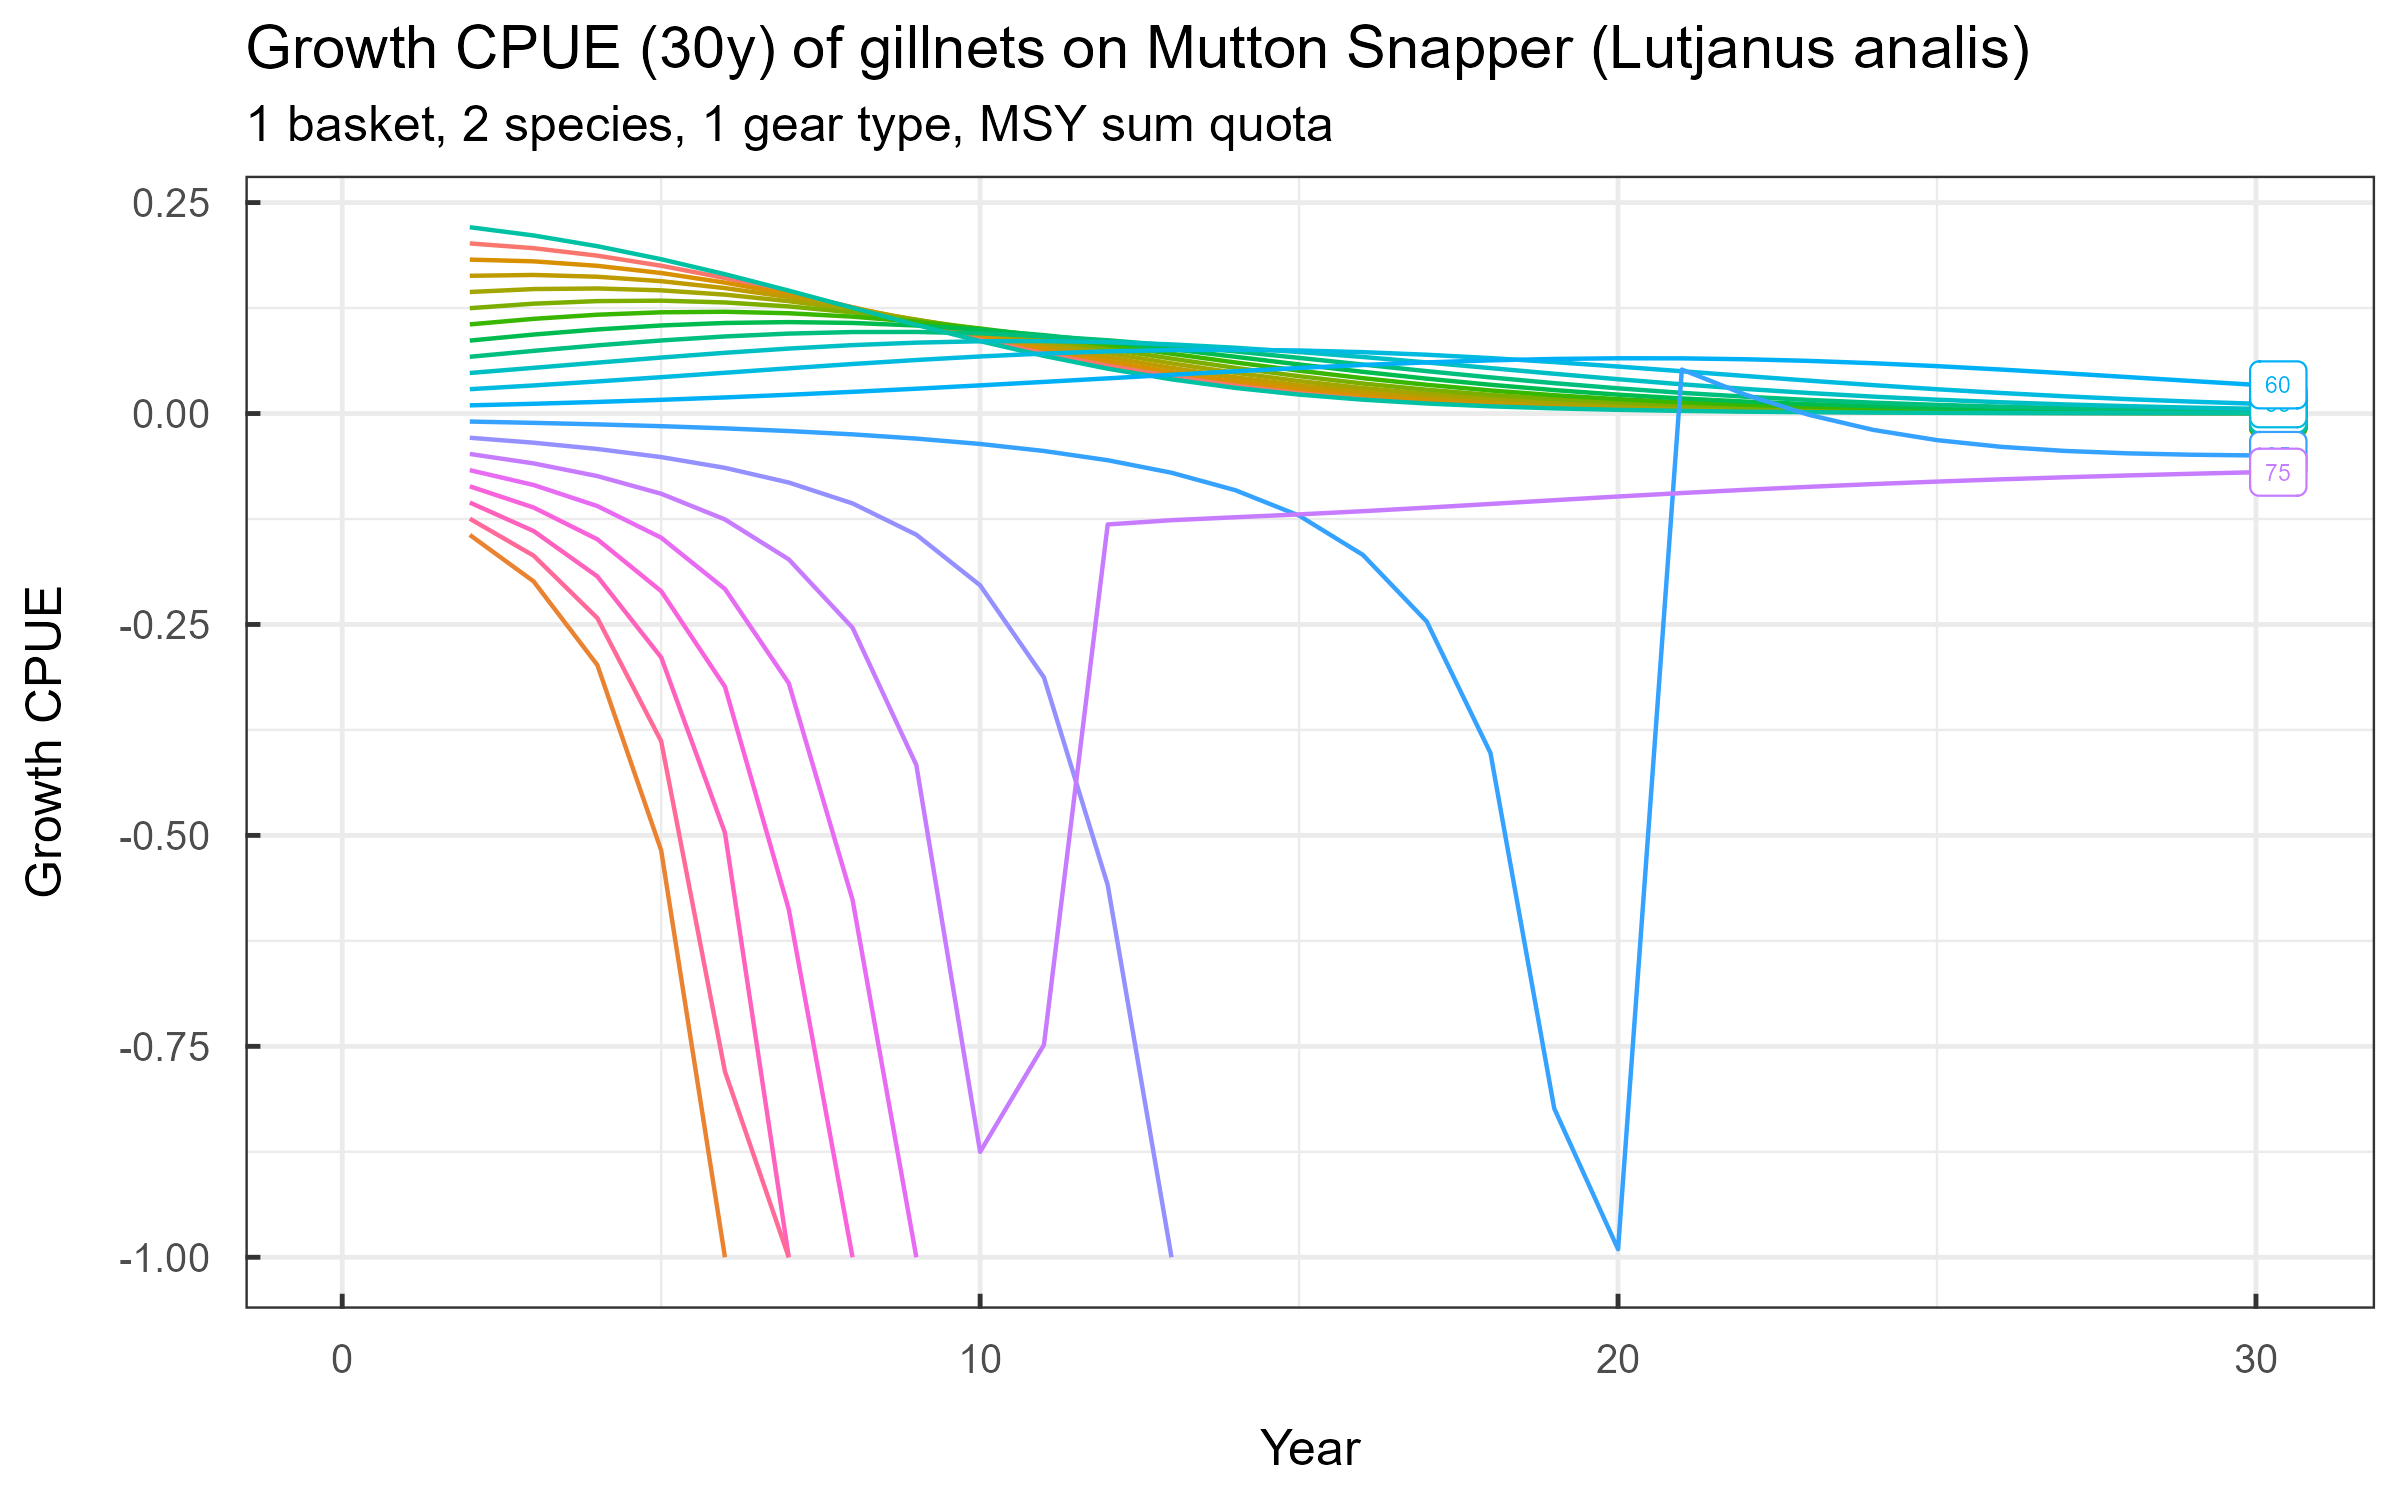 Growth CPUE (30y) of gillnets on Mutton Snapper (Lutjanus analis)
1 basket, 2 species, 1 gear type, MSY sum quota
Growth CPUE
0.25
0.00
-0.25
-0.50
-0.75
-1.00
60
75
0 10 20 30
Year